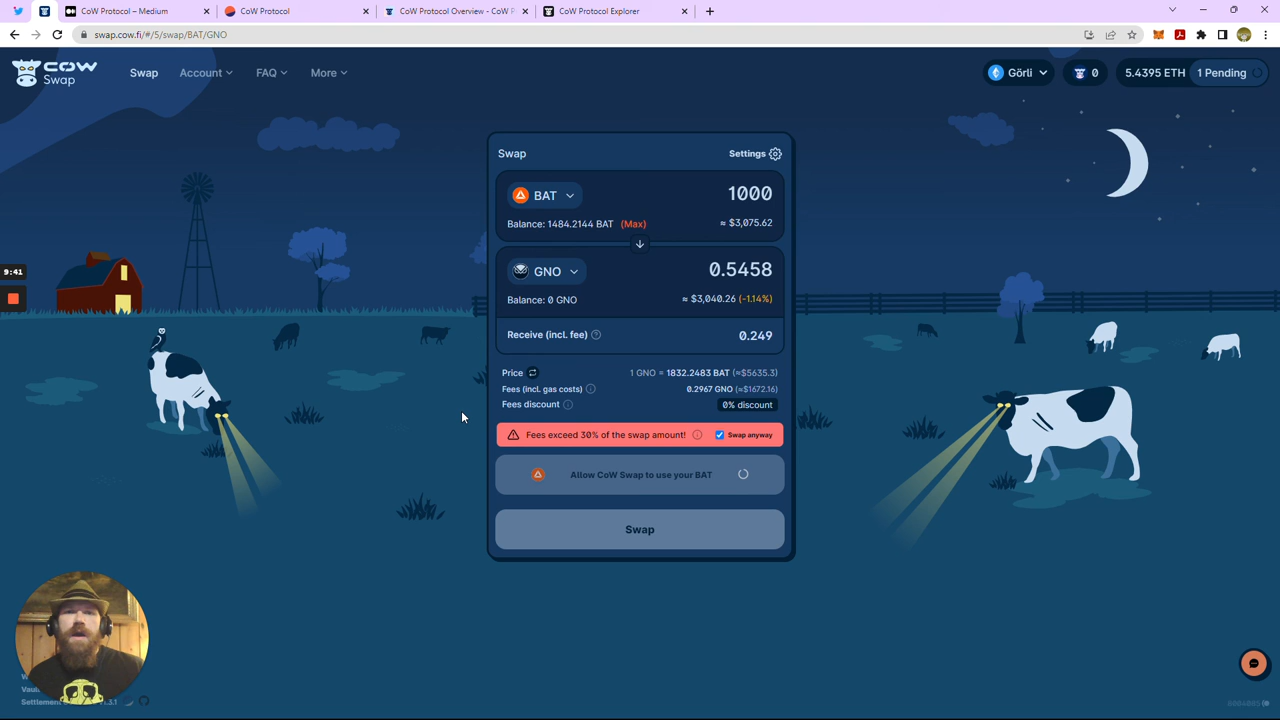 CoW Protocol – Medium
CoW Protocol
CoW Protocol Overview - CoW P
CoW Protocol Explorer
swap.cow.fi/#/5/swap/BAT/GNO
COW
Swap
Swap
Account
FAQ
More
Görli
0
5.4395 ETH
1 Pending
Swap
Settings
BAT
1000
Balance: 1484.2144 BAT (Max)
≈ $3,075.62
GNO
0.5458
Balance: 0 GNO
≈ $3,040.26 (-1.14%)
Receive (incl. fee)
0.249
Price
1 GNO = 1832.2483 BAT (≈$5635.3)
Fees (incl. gas costs)
0.2967 GNO (≈$1672.16)
Fees discount
0% discount
Fees exceed 30% of the swap amount!
Swap anyway
Allow CoW Swap to use your BAT
Swap
9:41
Settlement